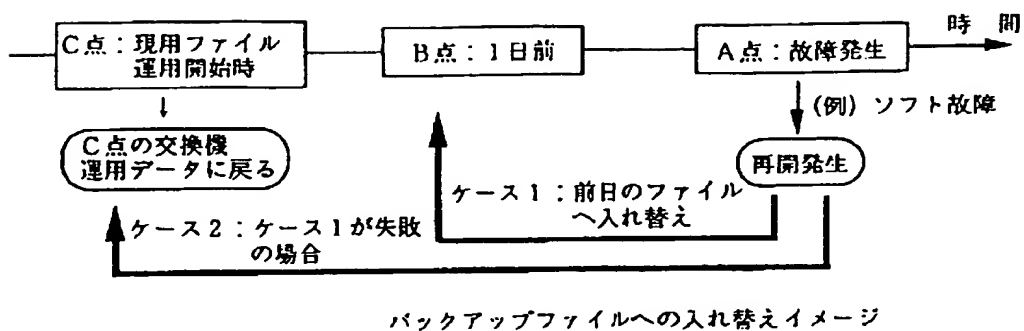 時 間
C点：現用ファイル
運用開始時
B点：1日前
A点：故障発生
↓
(例) ソフト故障
C点の交換機
運用データに戻る
再開発生
ケース1：前日のファイル
へ入れ替え
ケース2：ケース1が失敗
の場合
バックアップファイルへの入れ替えイメージ